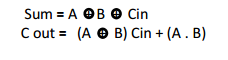 Sum = A ⊕ B ⊕ Cin
C out = (A ⊕ B) Cin + (A . B)